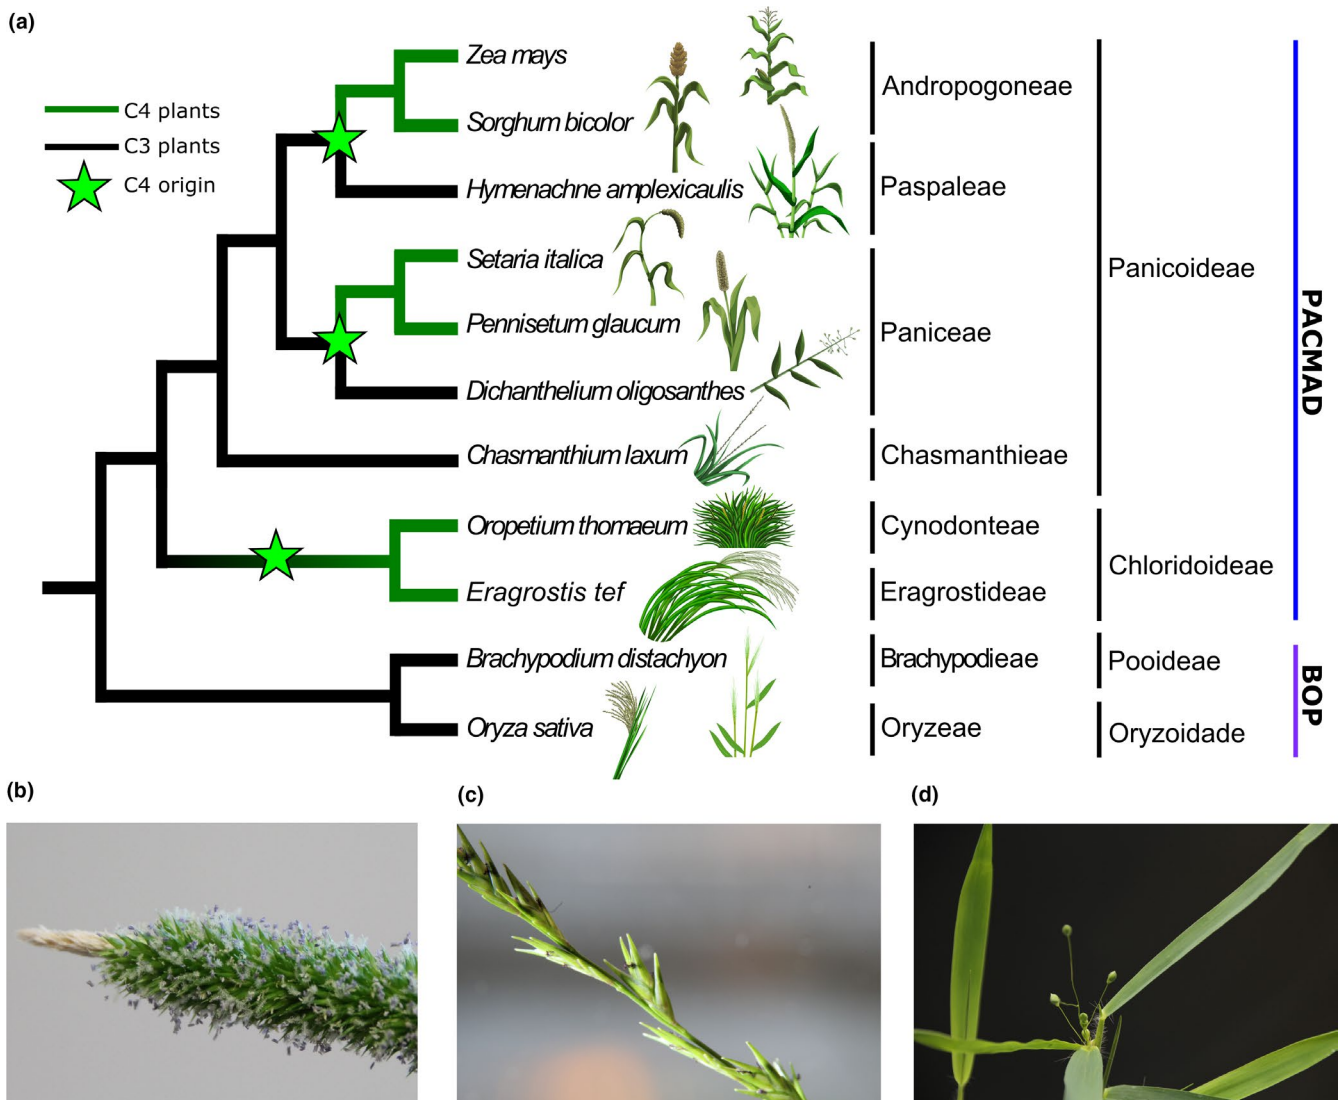 (a)
C4 plants
C3 plants
C4 origin
Zea mays
Sorghum bicolor
Hymenachne amplexicaulis
Setaria italica
Pennisetum glaucum
Dichanthelium oligosanthes
Chasmanthium laxum
Oropetium thomaeum
Eragrostis tef
Brachypodium distachyon
Oryza sativa
Andropogoneae
Paspaleae
Paniceae
Chasmanthieae
Cynodonteae
Eragrostideae
Brachypodieae
Oryzeae
Panicoideae
Chloridoideae
Pooideae
Oryzoidade
PACMAD
BOP
(b)
(c)
(d)